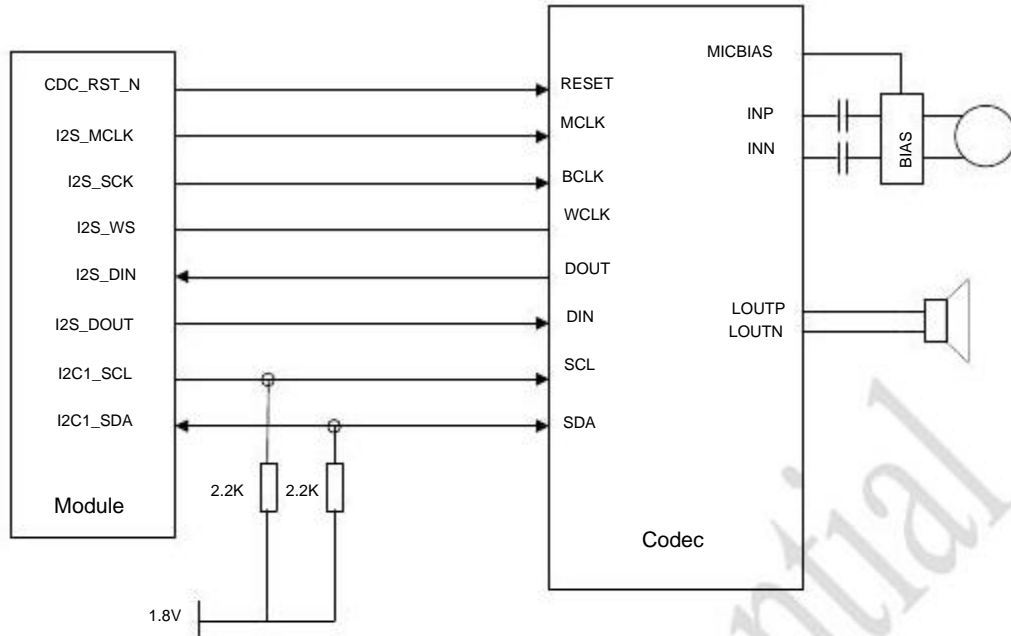 CDC_RST_N
I2S_MCLK
I2S_SCK
I2S_WS
I2S_DIN
I2S_DOUT
I2C1_SCL
I2C1_SDA
Module
2.2K
2.2K
1.8V
RESET
MCLK
BCLK
WCLK
DOUT
DIN
SCL
SDA
Codec
MICBIAS
INP
INN
LOUTP
LOUTN
BIAS
ntial